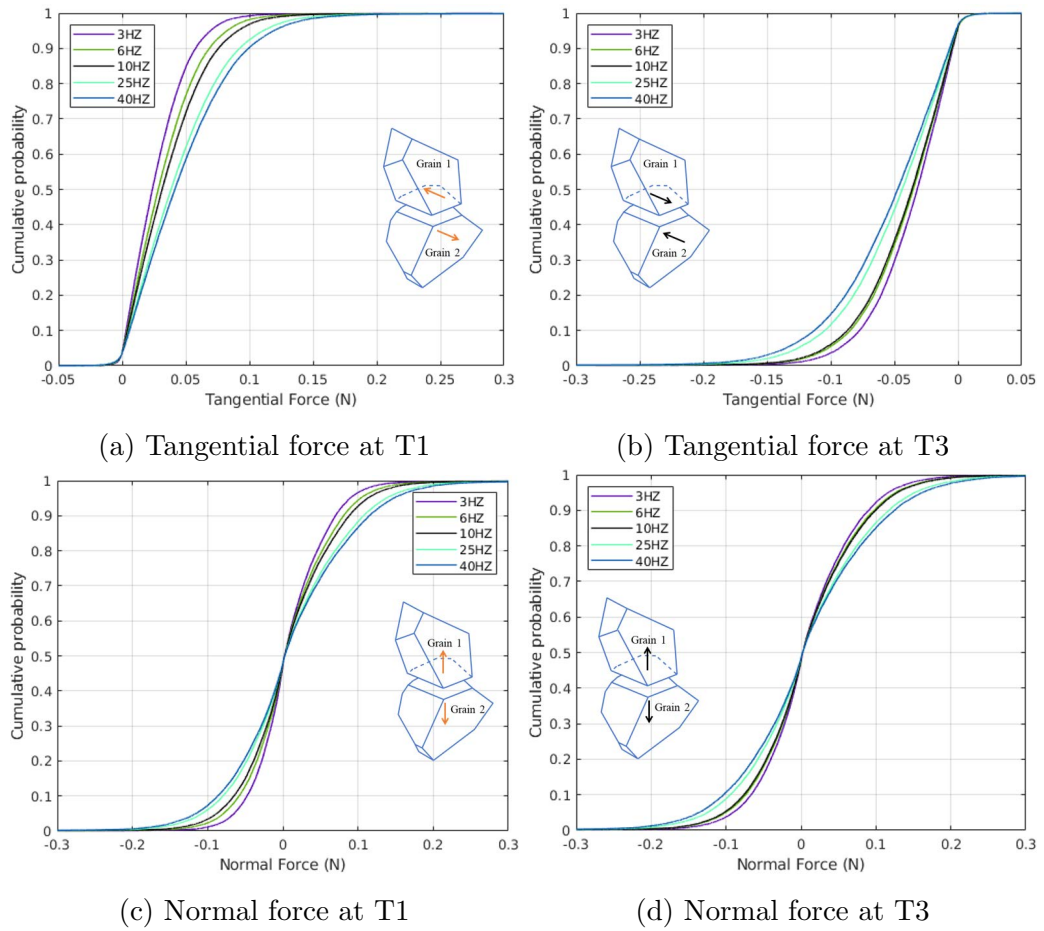 1
0.9
0.8
0.7
0.6
0.5
0.4
0.3
0.2
0.1
0
Cumulative probability
3HZ
6HZ
10HZ
25HZ
40HZ
Grain 1
Grain 2
-0.05 0 0.05 0.1 0.15 0.2 0.25 0.3
Tangential Force (N)
(a) Tangential force at T1
1
0.9
0.8
0.7
0.6
0.5
0.4
0.3
0.2
0.1
0
Cumulative probability
3HZ
6HZ
10HZ
25HZ
40HZ
Grain 1
Grain 2
-0.3 -0.25 -0.2 -0.15 -0.1 -0.05 0 0.05
Tangential Force (N)
(b) Tangential force at T3
1
0.9
0.8
0.7
0.6
0.5
0.4
0.3
0.2
0.1
0
Cumulative probability
3HZ
6HZ
10HZ
25HZ
40HZ
Grain 1
Grain 2
-0.3 -0.2 -0.1 0 0.1 0.2 0.3
Normal Force (N)
(c) Normal force at T1
1
0.9
0.8
0.7
0.6
0.5
0.4
0.3
0.2
0.1
0
Cumulative probability
3HZ
6HZ
10HZ
25HZ
40HZ
Grain 1
Grain 2
-0.3 -0.2 -0.1 0 0.1 0.2 0.3
Normal Force (N)
(d) Normal force at T3